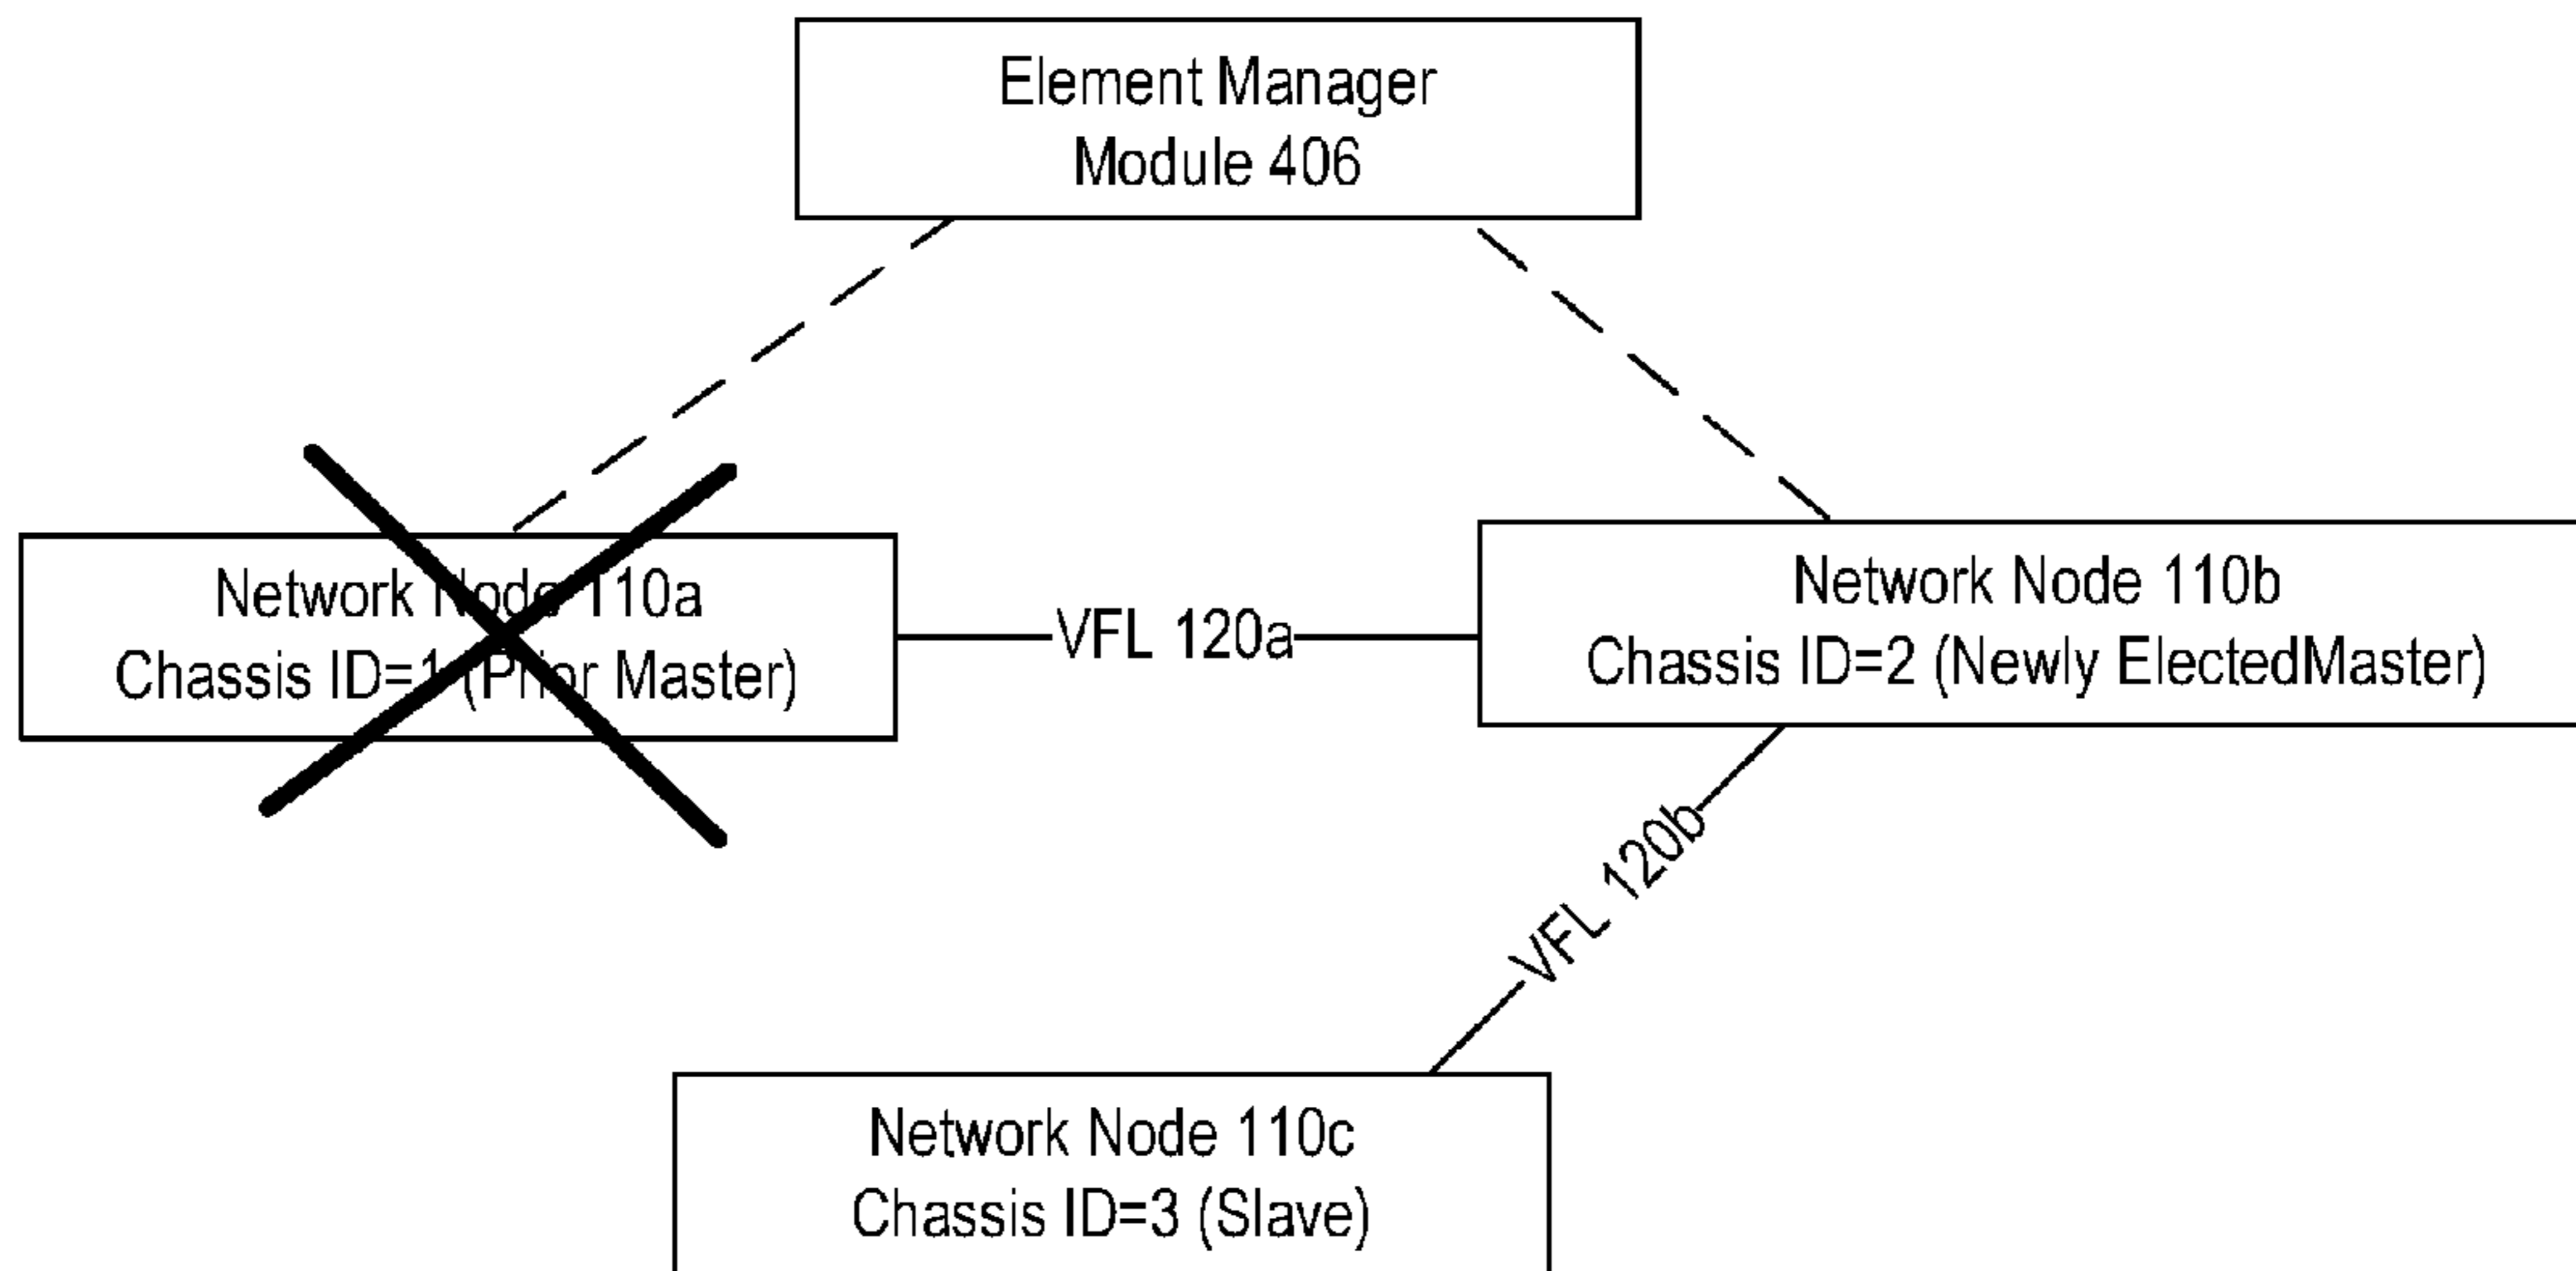 Element Manager
Module 406
Network Node 110a
Chassis ID=1 (Prior Master)
VFL 120a
Network Node 110b
Chassis ID=2 (Newly ElectedMaster)
VFL 120b
Network Node 110c
Chassis ID=3 (Slave)